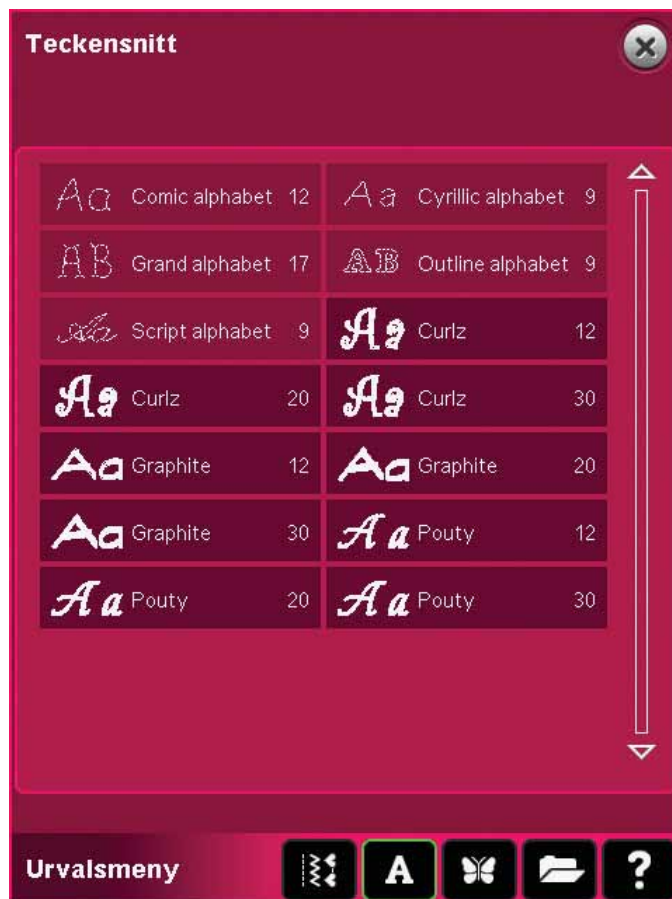 Teckensnitt
Aa Comic alphabet 12 Aa Cyrillic alphabet 9
AB Grand alphabet 17 AB Outline alphabet 9
Aa Script alphabet 9 Aa Curlz 12
Aa Curlz 20 Aa Curlz 30
Aa Graphite 12 Aa Graphite 20
Aa Graphite 30 Aa Pouty 12
Aa Pouty 20 Aa Pouty 30
Urvalsmeny A ?